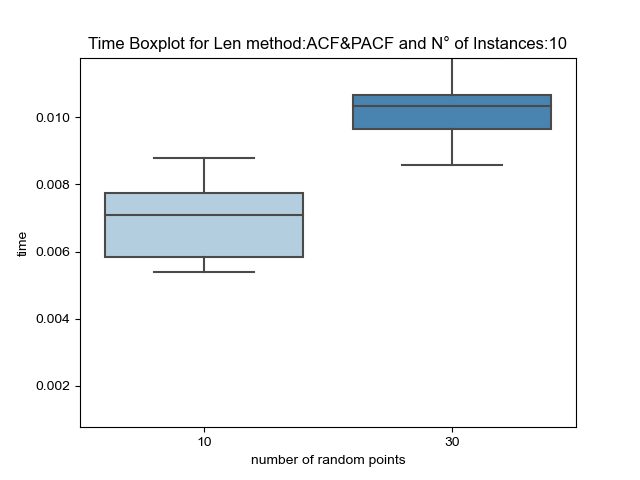 Time Boxplot for Len method:ACF&PACF and N° of Instances:10
0.010
0.008
0.006
0.004
0.002
time
10
30
number of random points